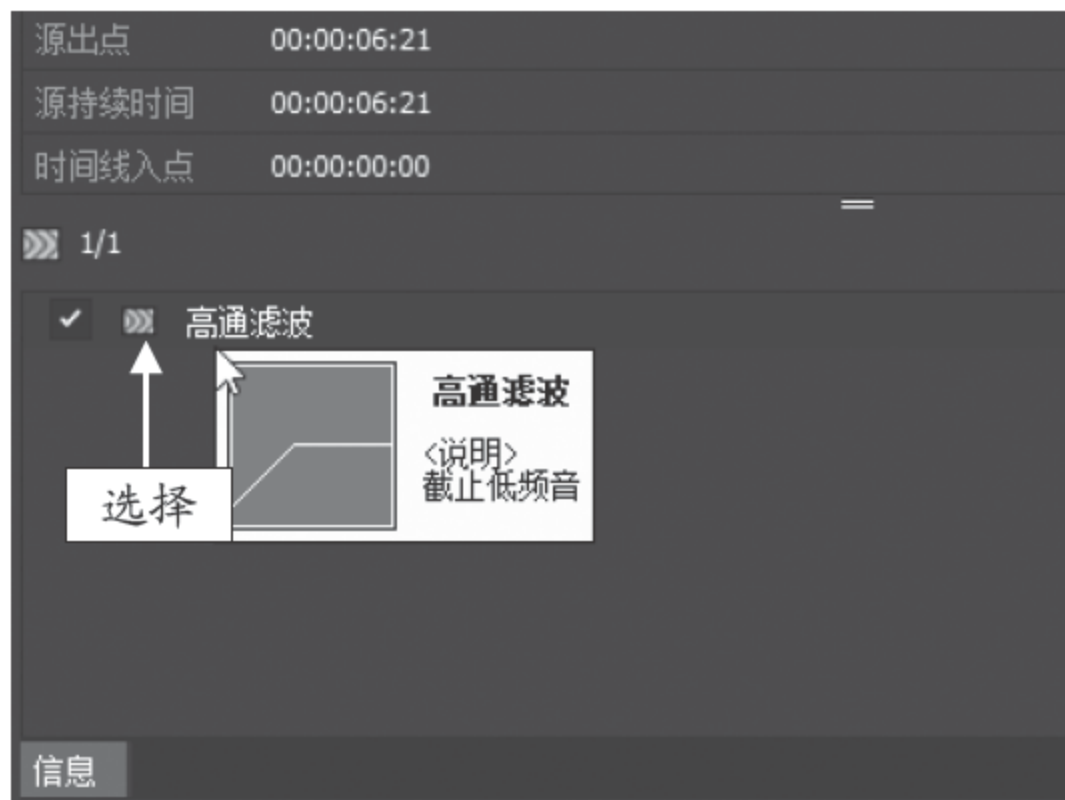 源出点 00:00:06:21
源持续时间 00:00:06:21
时间线入点 00:00:00:00
1/1
高通滤波
高通滤波
<说明>
截止低频音
选择
信息